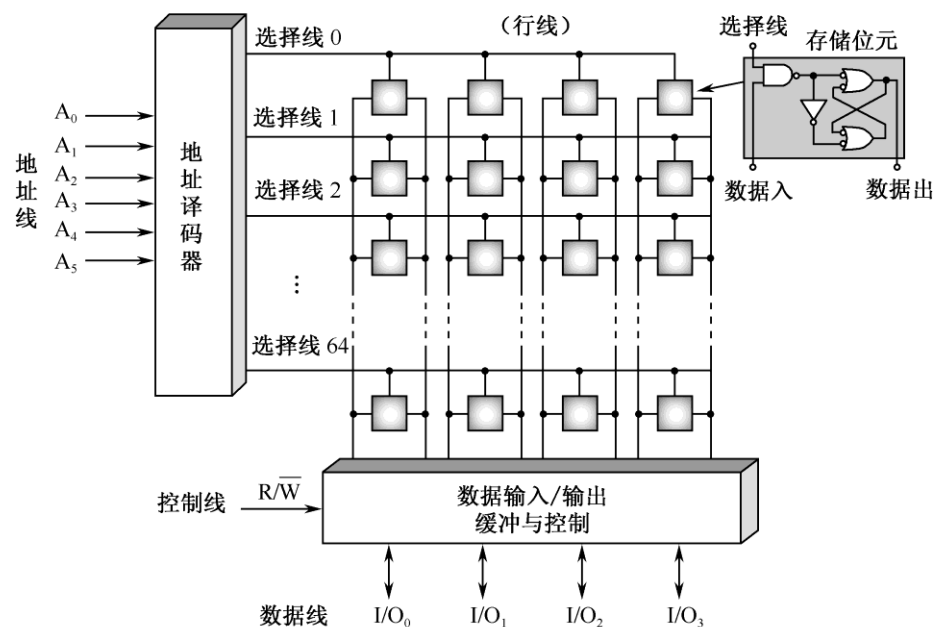 选择线 0
（行线）
选择线
存储位元
数据入
数据出
地址线
A₀
A₁
A₂
A₃
A₄
A₅
地址译码器
选择线 1
选择线 2
⋮
选择线 64
控制线
R/W̅
数据输入/输出
缓冲与控制
数据线
I/O₀
I/O₁
I/O₂
I/O₃